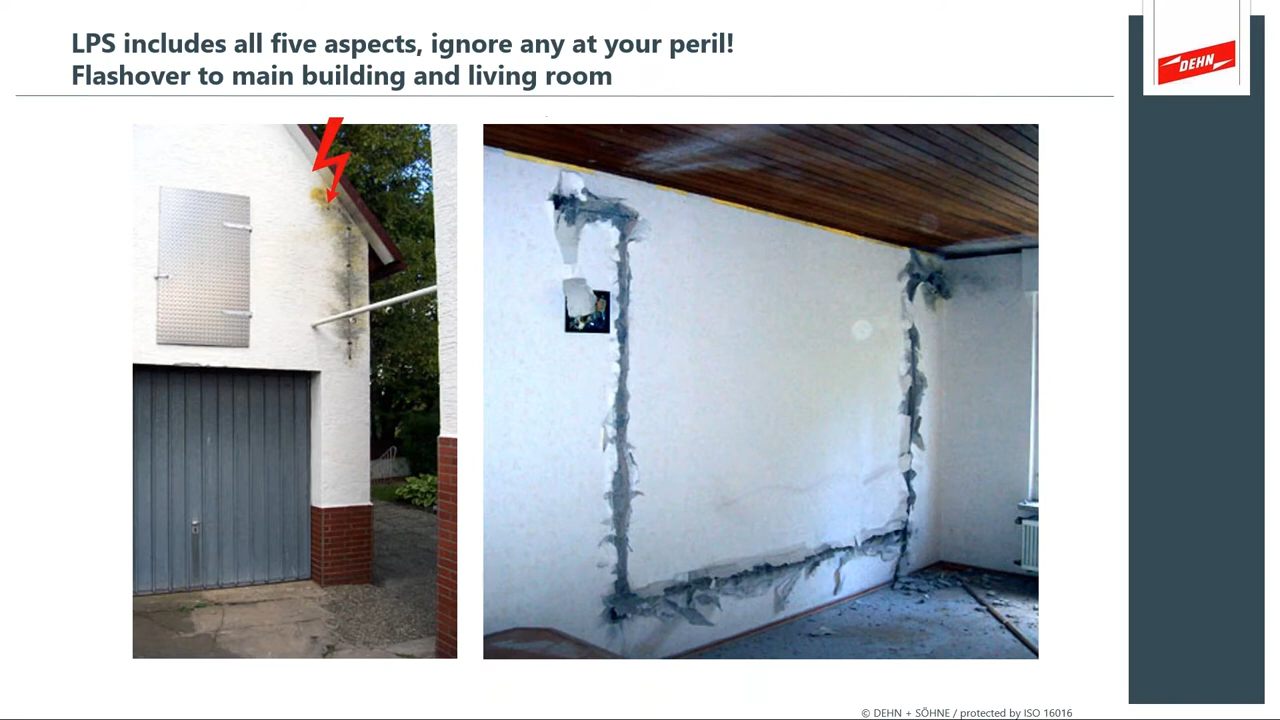 LPS includes all five aspects, ignore any at your peril!
Flashover to main building and living room
DEHN
© DEHN + SÖHNE / protected by ISO 16016